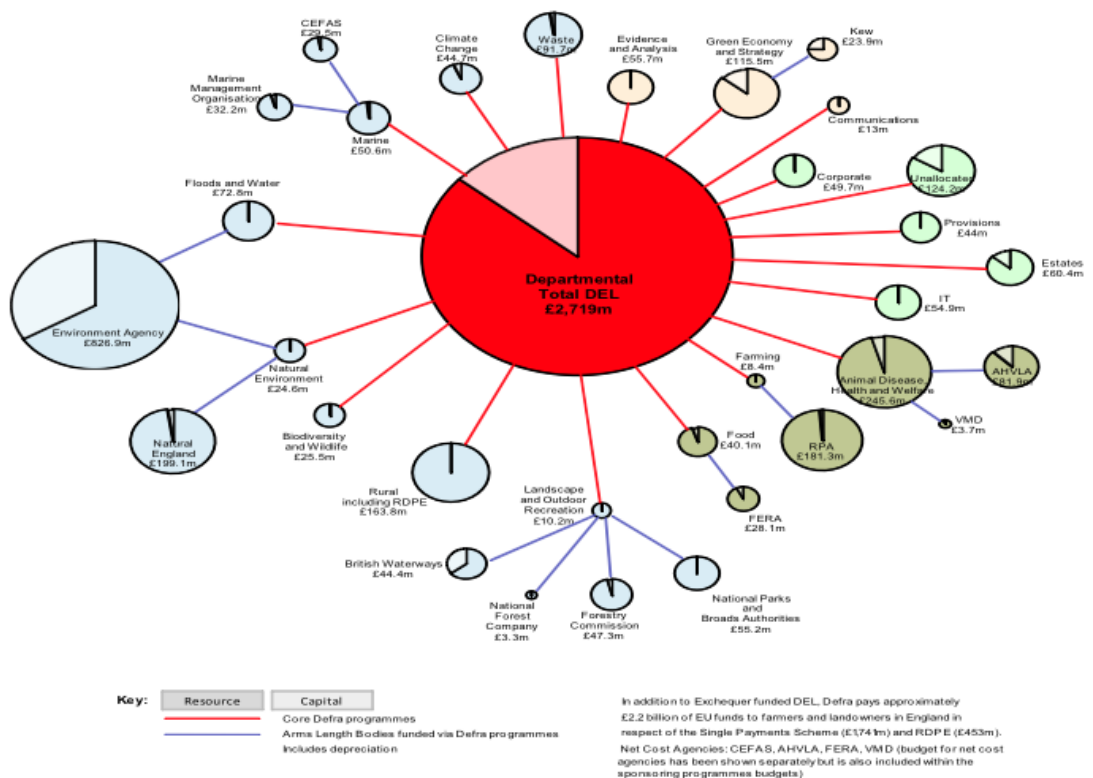 CEFAS
£29.5m
Climate
Change
£44.7m
Waste
£91.7m
Evidence
and Analysis
£55.7m
Green Economy
and Strategy
£115.5m
Kew
£23.9m
Marine
Management
Organisation
£32.2m
Marine
£50.6m
Communications
£13m
Corporate
£49.7m
Unallocated
£124.2m
Floods and Water
£72.8m
Provisions
£44m
Estates
£60.4m
Departmental
Total DEL
£2,719m
IT
£54.9m
Environment Agency
£826.9m
Natural
Environment
£24.6m
Farming
£8.4m
Animal Disease,
Health and Welfare
£245.6m
AHVLA
£81.9m
VMD
£3.7m
Natural
England
£199.1m
Biodiversity
and Wildlife
£25.5m
Food
£40.1m
RPA
£181.3m
Rural
including RDPE
£163.8m
Landscape
and Outdoor
Recreation
£10.2m
FERA
£28.1m
British Waterways
£44.4m
National
Forest
Company
£3.3m
Forestry
Commission
£47.3m
National Parks
and
Broads Authorities
£55.2m
Key: Resource Capital
Core Defra programmes
Arms Length Bodies funded via Defra programmes
Includes depreciation
In addition to Exchequer funded DEL, Defra pays approximately
£2.2 billion of EU funds to farmers and landowners in England in
respect of the Single Payments Scheme (£1,741m) and RDPE (£453m).
Net Cost Agencies: CEFAS, AHVLA, FERA, VMD (budget for net cost
agencies has been shown separately but is also included within the
sponsoring programmes budgets)